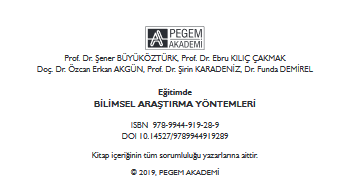 PEGEM
AKADEMİ
Prof. Dr. Şener BÜYÜKÖZTÜRK, Prof. Dr. Ebru KILIÇ ÇAKMAK
Doç. Dr. Özcan Erkan AKGÜN, Prof. Dr. Şirin KARADENİZ, Dr. Funda DEMİREL
Eğitimde
BİLİMSEL ARAŞTIRMA YÖNTEMLERİ
ISBN 978-9944-919-28-9
DOI 10.14527/9789944919289
Kitap içeriğinin tüm sorumluluğu yazarlarına aittir.
© 2019, PEGEM AKADEMİ